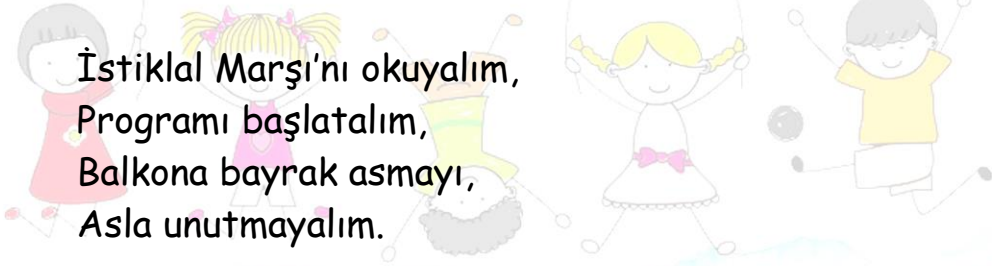 İstiklal Marşı'nı okuyalım,
Programı başlatalım,
Balkona bayrak asmayı,
Asla unutmayalım.